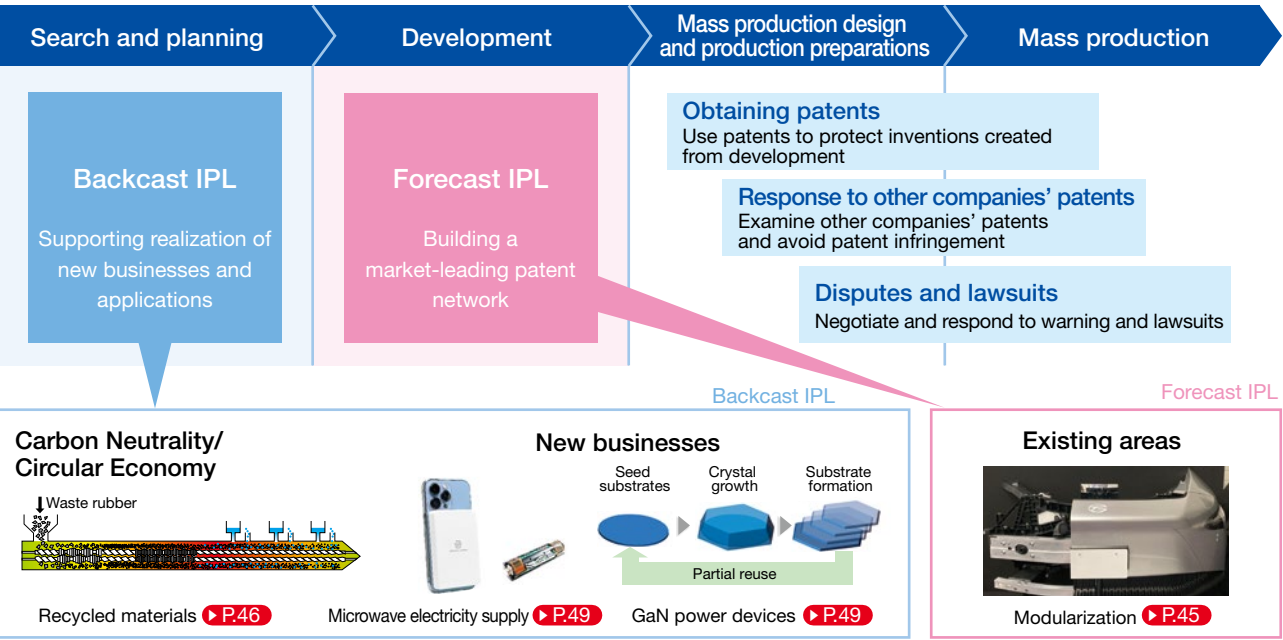 Search and planning
Development
Mass production design
and production preparations
Mass production
Backcast IPL
Supporting realization of
new businesses and
applications
Forecast IPL
Building a
market-leading patent
network
Obtaining patents
Use patents to protect inventions created
from development
Response to other companies’ patents
Examine other companies’ patents
and avoid patent infringement
Disputes and lawsuits
Negotiate and respond to warning and lawsuits
Backcast IPL
Carbon Neutrality/
Circular Economy
Waste rubber
Recycled materials P.46
New businesses
Microwave electricity supply P.49
Seed
substrates
Crystal
growth
Substrate
formation
Partial reuse
GaN power devices P.49
Forecast IPL
Existing areas
Modularization P.45